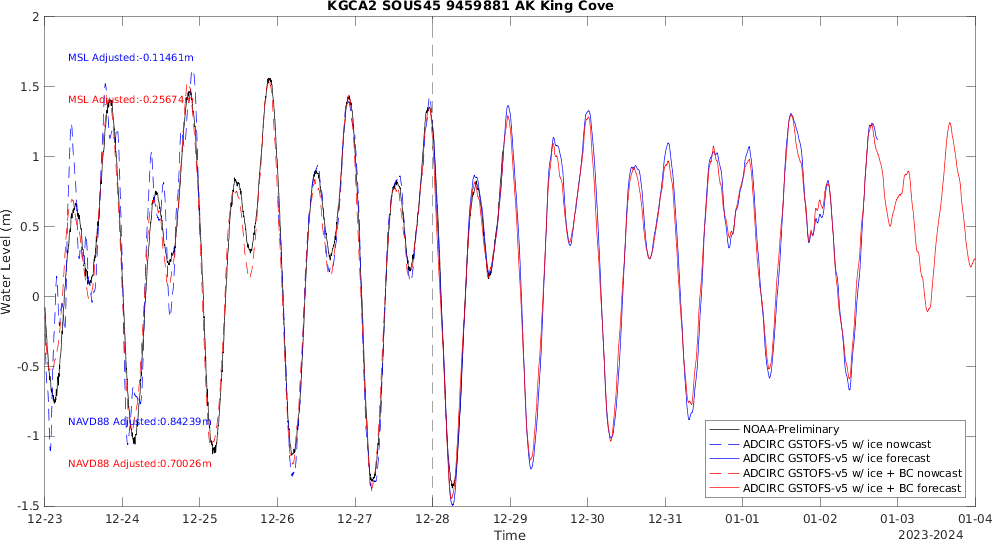 KGCA2 SOUS45 9459881 AK King Cove
Water Level (m)
2
1.5
1
0.5
0
-0.5
-1
-1.5
MSL Adjusted:-0.11461m
MSL Adjusted:-0.25674m
NAVD88 Adjusted:0.84239m
NAVD88 Adjusted:0.70026m
NOAA-Preliminary
ADCIRC GSTOFS-v5 w/ ice nowcast
ADCIRC GSTOFS-v5 w/ ice forecast
ADCIRC GSTOFS-v5 w/ ice + BC nowcast
ADCIRC GSTOFS-v5 w/ ice + BC forecast
12-23 12-24 12-25 12-26 12-27 12-28 12-29 12-30 12-31 01-01 01-02 01-03 01-04
Time
2023-2024